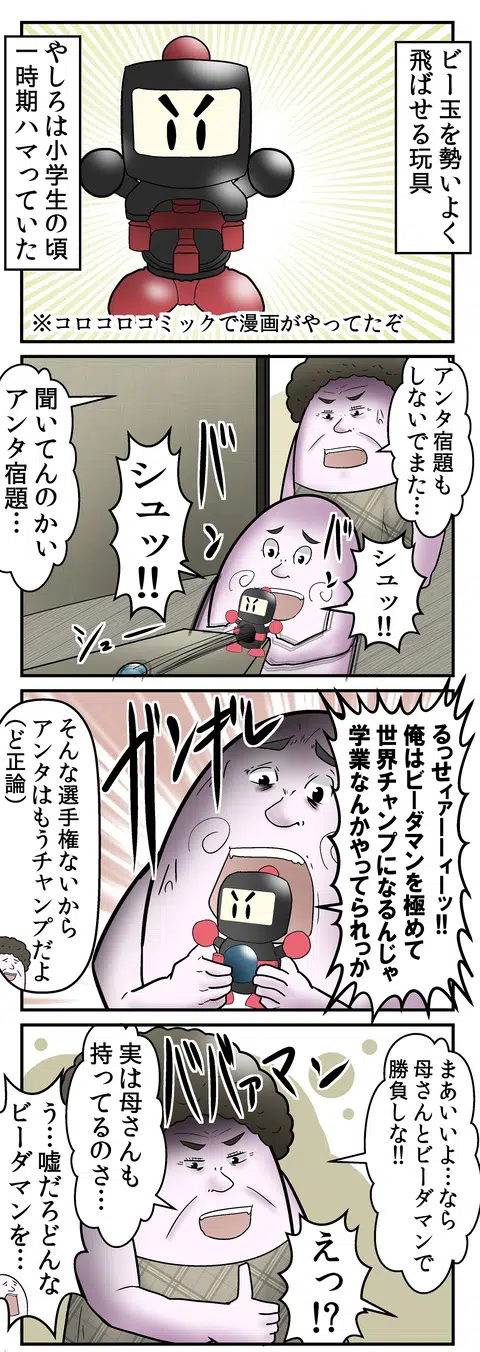 ビー玉を勢いよく
飛ばせる玩具
やしろは小学生の頃
一時期ハマっていた
※コロコロコミックで漫画がやってたぞ
アンタ宿題も
しないでまた…
シュッ!!
バンッ
シュッ!!
バンッ
シュー
聞いてんのかい
アンタ宿題…
るっせィァーーィーッ!!
俺はビーダマンを極めて
世界チャンプになるんじゃ
学業なんかやってられっか
ガンギレ
そんな選手権ないから
アンタはもうチャンプだよ
(ど正論)
まあいいよ…なら
母さんとビーダマンで
勝負しな!!
えっ!?
ババァマン
実は母さんも
持ってるのさ…
う…嘘だろどんな
ビーダマンを…